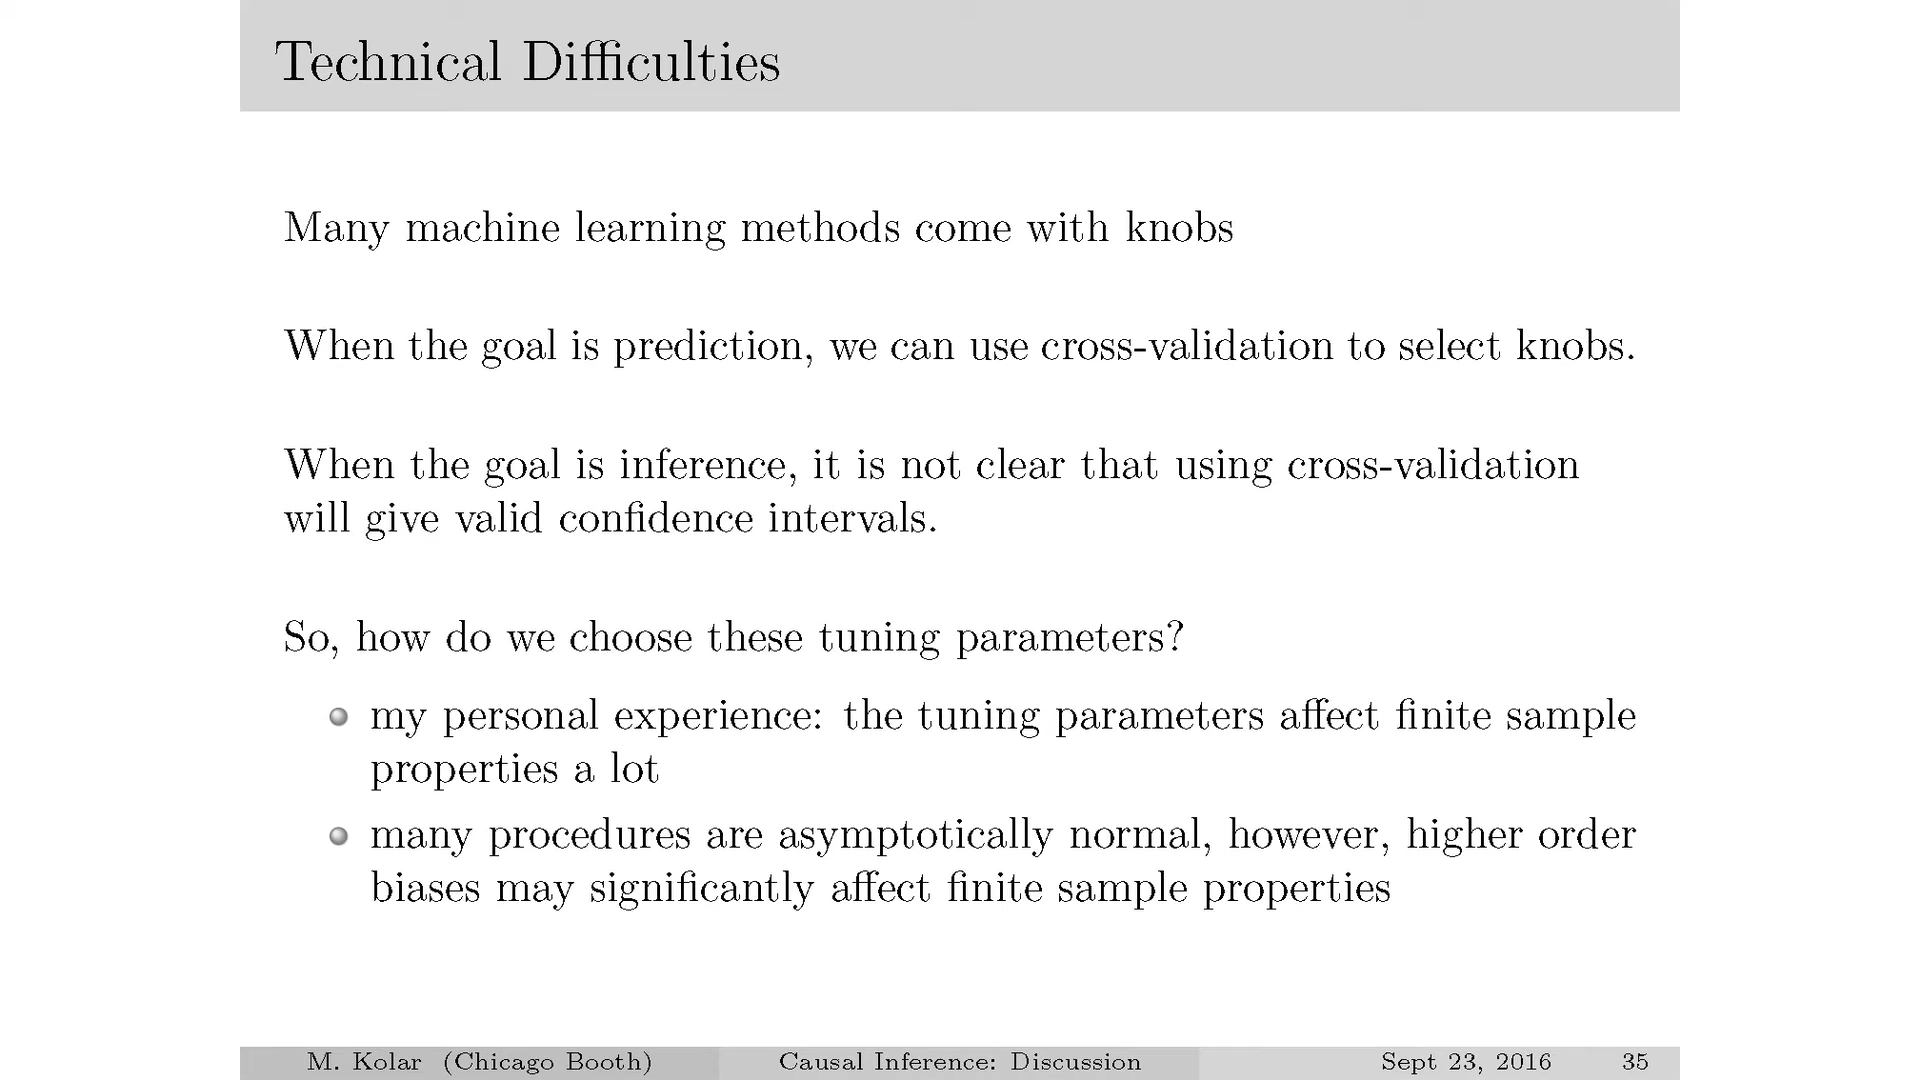 Technical Difficulties
Many machine learning methods come with knobs
When the goal is prediction, we can use cross-validation to select knobs.
When the goal is inference, it is not clear that using cross-validation
will give valid confidence intervals.
So, how do we choose these tuning parameters?
my personal experience: the tuning parameters affect finite sample
properties a lot
many procedures are asymptotically normal, however, higher order
biases may significantly affect finite sample properties
M. Kolar (Chicago Booth) Causal Inference: Discussion Sept 23, 2016 35